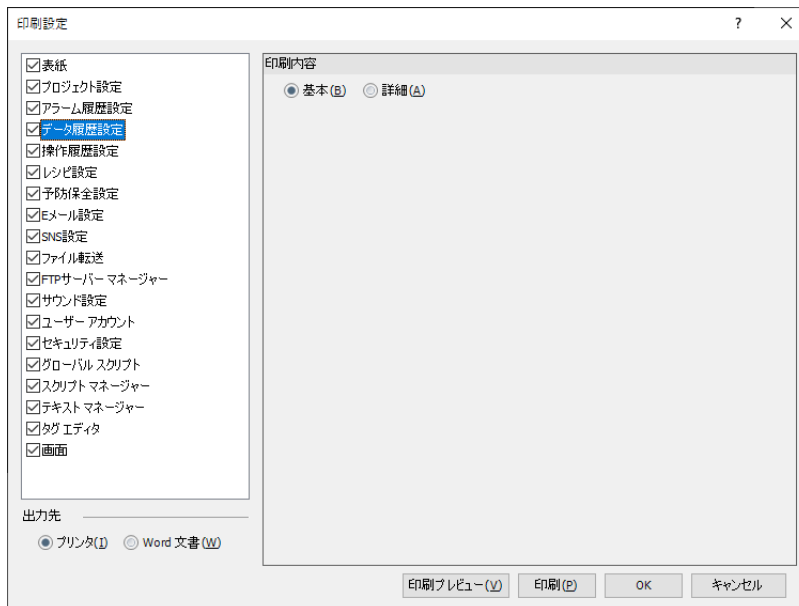 印刷設定
表紙
プロジェクト設定
アラーム履歴設定
データ履歴設定
操作履歴設定
レシピ設定
予防保全設定
Eメール設定
SNS設定
ファイル転送
FTPサーバー マネージャー
サウンド設定
ユーザー アカウント
セキュリティ設定
グローバル スクリプト
スクリプト マネージャー
テキスト マネージャー
タグ エディタ
画面
出力先
プリンタ(I) Word 文書(W)
印刷内容
基本(B) 詳細(A)
印刷プレビュー(V) 印刷(P) OK キャンセル